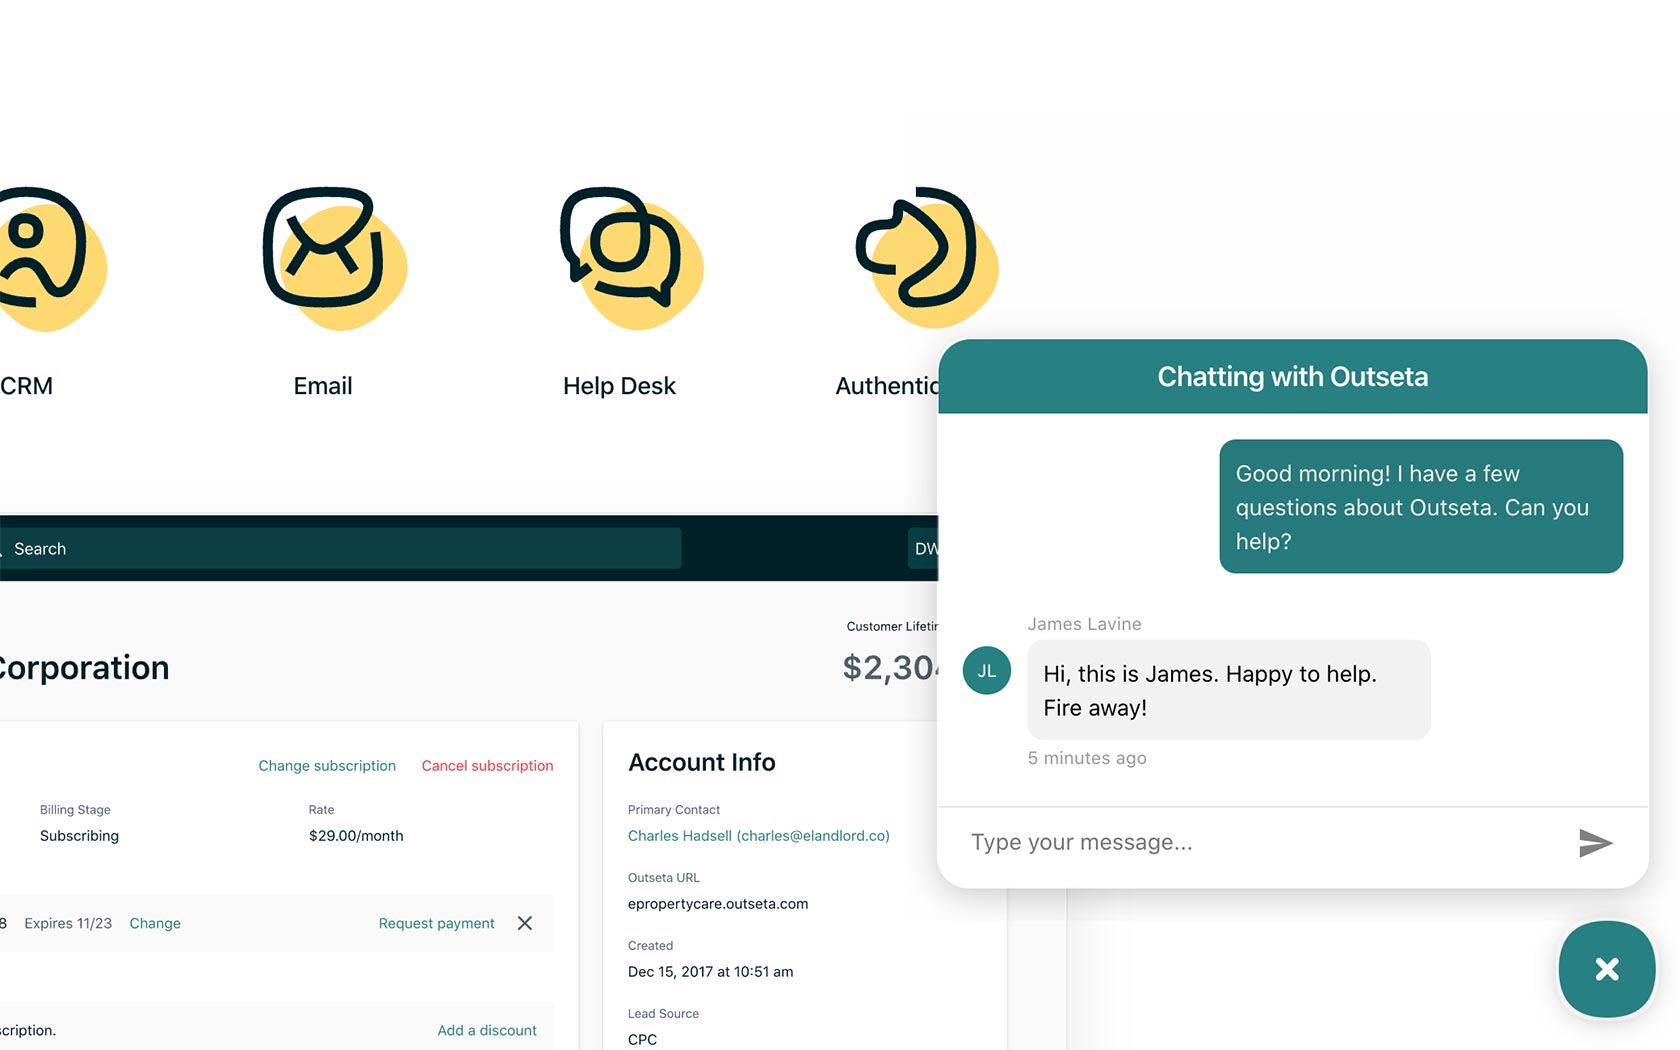 CRM
Email
Help Desk
Authentic
Chatting with Outseta
Good morning! I have a few
questions about Outseta. Can you
help?
James Lavine
JL
Hi, this is James. Happy to help.
Fire away!
5 minutes ago
Type your message...
Search
DW
Customer Lifetir
Corporation
$2,304
Change subscription
Cancel subscription
Billing Stage
Rate
Subscribing
$29.00/month
8 Expires 11/23 Change
Request payment
cription.
Add a discount
Account Info
Primary Contact
Charles Hadsell (charles@elandlord.co)
Outseta URL
epropertycare.outseta.com
Created
Dec 15, 2017 at 10:51 am
Lead Source
CPC